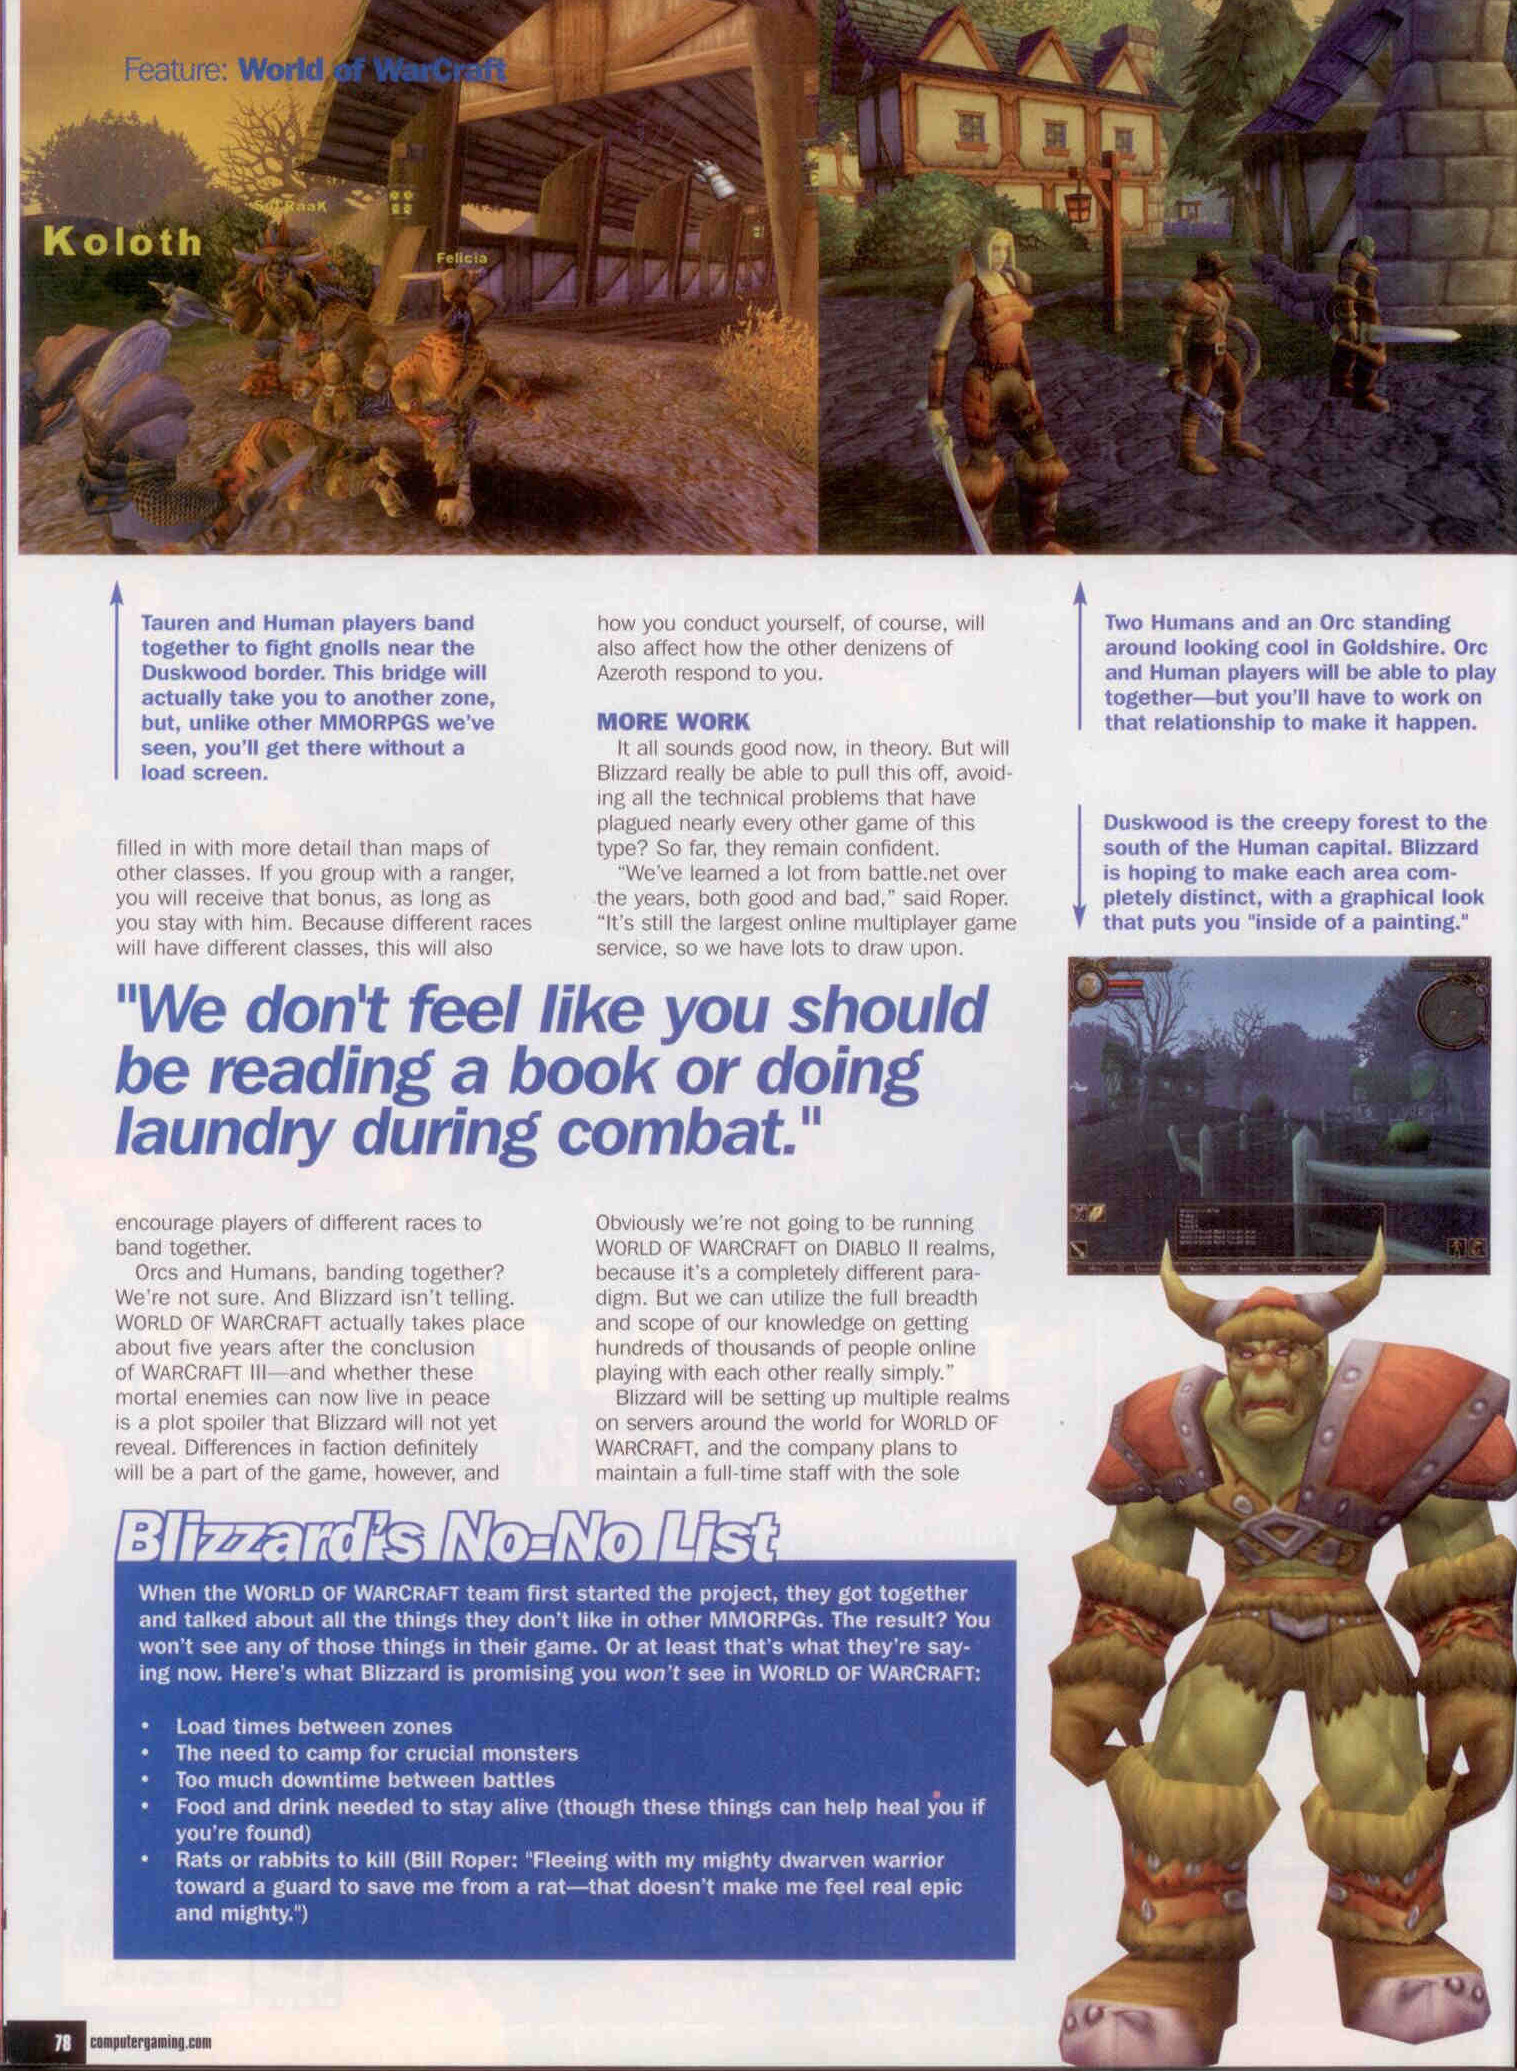 Feature: World of WarCraft
Koloth
Felicia
Tauren and Human players band
together to fight gnolls near the
Duskwood border. This bridge will
actually take you to another zone,
but, unlike other MMORPGS we've
seen, you'll get there without a
load screen.
filled in with more detail than maps of
other classes. If you group with a ranger,
you will receive that bonus, as long as
you stay with him. Because different races
will have different classes, this will also
how you conduct yourself, of course, will
also affect how the other denizens of
Azeroth respond to you.
MORE WORK
It all sounds good now, in theory. But will
Blizzard really be able to pull this off, avoid-
ing all the technical problems that have
plagued nearly every other game of this
type? So far, they remain confident.
“We’ve learned a lot from battle.net over
the years, both good and bad,” said Roper.
“It’s still the largest online multiplayer game
service, so we have lots to draw upon.
Two Humans and an Orc standing
around looking cool in Goldshire. Orc
and Human players will be able to play
together—but you'll have to work on
that relationship to make it happen.
Duskwood is the creepy forest to the
south of the Human capital. Blizzard
is hoping to make each area com-
pletely distinct, with a graphical look
that puts you "inside of a painting."
"We don't feel like you should
be reading a book or doing
laundry during combat."
encourage players of different races to
band together.
Orcs and Humans, banding together?
We're not sure. And Blizzard isn't telling.
WORLD OF WARCRAFT actually takes place
about five years after the conclusion
of WARCRAFT III—and whether these
mortal enemies can now live in peace
is a plot spoiler that Blizzard will not yet
reveal. Differences in faction definitely
will be a part of the game, however, and
Obviously we're not going to be running
WORLD OF WARCRAFT on DIABLO II realms,
because it's a completely different para-
digm. But we can utilize the full breadth
and scope of our knowledge on getting
hundreds of thousands of people online
playing with each other really simply.”
Blizzard will be setting up multiple realms
on servers around the world for WORLD OF
WARCRAFT, and the company plans to
maintain a full-time staff with the sole
Blizzard's No-No List
When the WORLD OF WARCRAFT team first started the project, they got together
and talked about all the things they don't like in other MMORPGs. The result? You
won't see any of those things in their game. Or at least that's what they're say-
ing now. Here's what Blizzard is promising you won't see in WORLD OF WARCRAFT:
• Load times between zones
• The need to camp for crucial monsters
• Too much downtime between battles
• Food and drink needed to stay alive (though these things can help heal you if
you're found)
• Rats or rabbits to kill (Bill Roper: "Fleeing with my mighty dwarven warrior
toward a guard to save me from a rat—that doesn't make me feel real epic
and mighty.")
78 computergaming.com